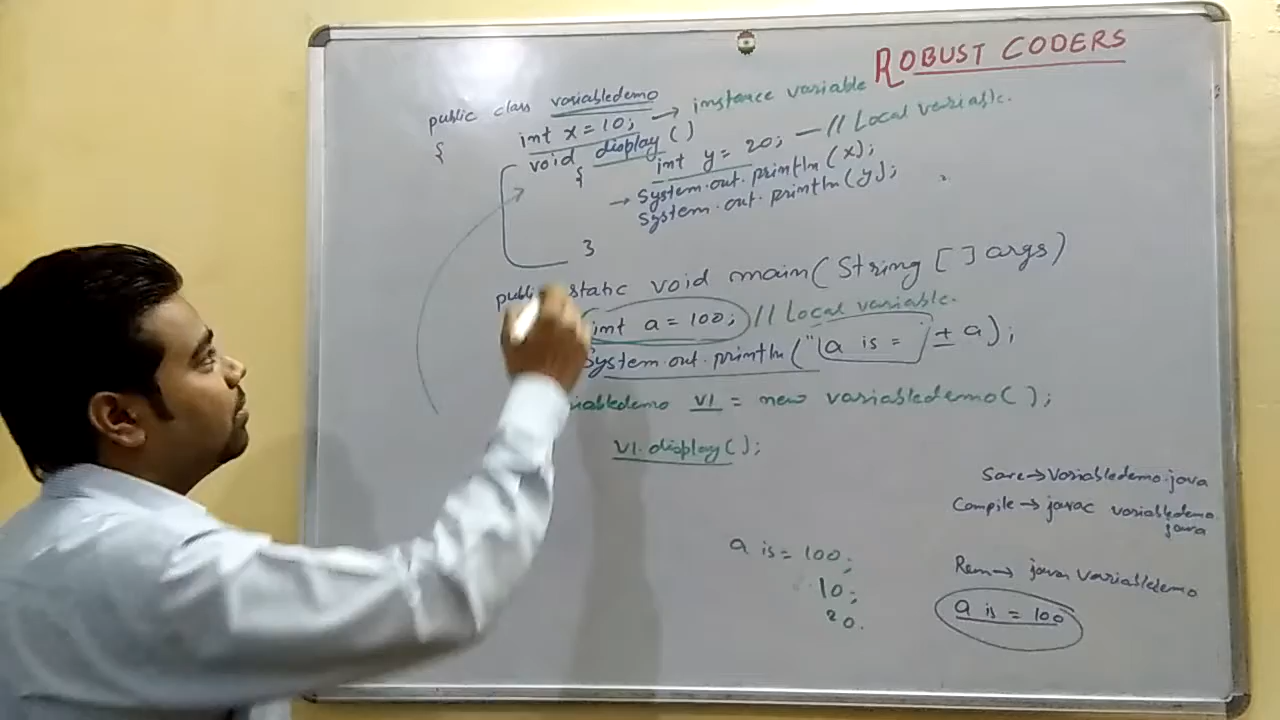 ROBUST CODERS
public class variabledemo
{
int x = 10; → instance variable
void display ( )
{
int y = 20; — // Local variable.
→ System.out.println (x);
System.out.println (y);
}
public static void main( String [ ] args)
int a = 100; // Local variable.
System.out.println ("a is = " + a );
iabledemo v1 = new variabledemo( );
v1.display( );
Save → Variabledemo.java
Compile → javac variabledemo.
java
Run → java variabledemo
a is = 100
a is = 100;
10;
20.